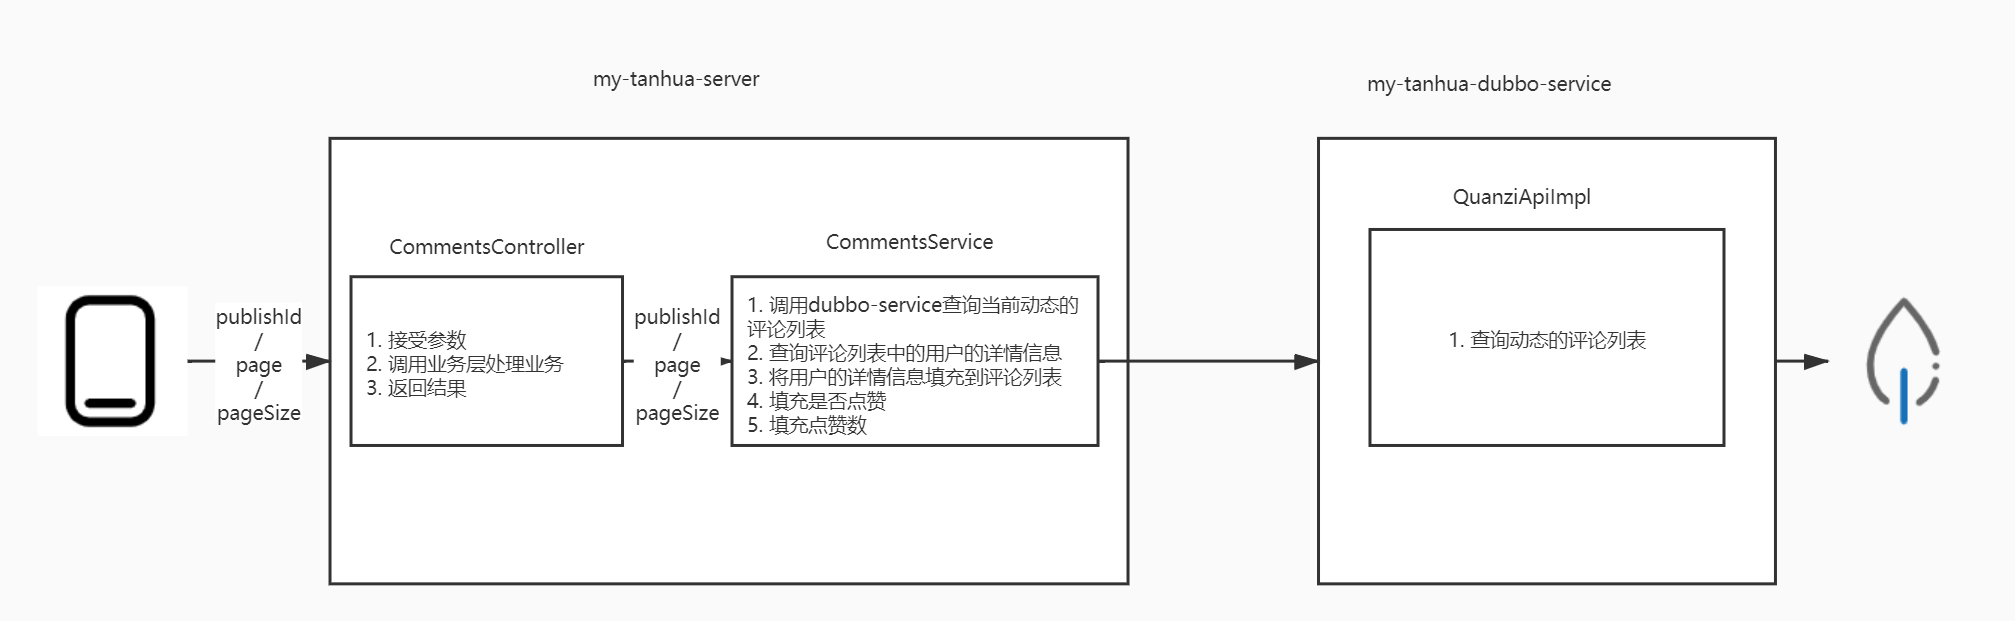 my-tanhua-server
my-tanhua-dubbo-service
QuanziApiImpl
CommentsController
CommentsService
publishId
/
page
/
pageSize
1. 接受参数
2. 调用业务层处理业务
3. 返回结果
publishId
/
page
/
pageSize
1. 调用dubbo-service查询当前动态的
评论列表
2. 查询评论列表中的用户的详情信息
3. 将用户的详情信息填充到评论列表
4. 填充是否点赞
5. 填充点赞数
1. 查询动态的评论列表